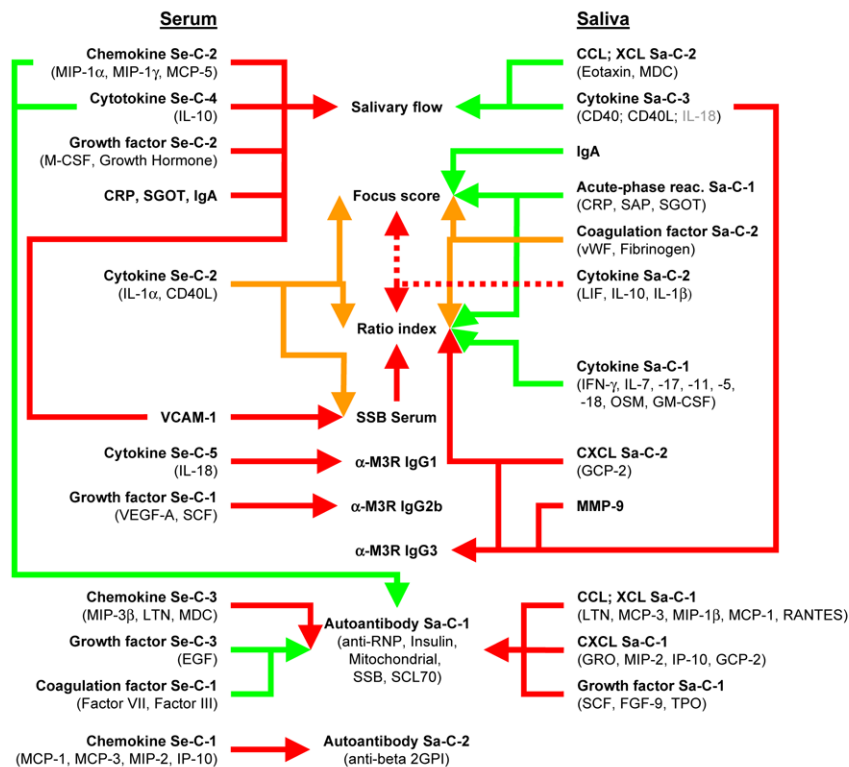 Serum
Chemokine Se-C-2
(MIP-1α, MIP-1γ, MCP-5)
Cytotokine Se-C-4
(IL-10)
Growth factor Se-C-2
(M-CSF, Growth Hormone)
CRP, SGOT, IgA
Cytokine Se-C-2
(IL-1α, CD40L)
VCAM-1
Cytokine Se-C-5
(IL-18)
Growth factor Se-C-1
(VEGF-A, SCF)
Chemokine Se-C-3
(MIP-3β, LTN, MDC)
Growth factor Se-C-3
(EGF)
Coagulation factor Se-C-1
(Factor VII, Factor III)
Chemokine Se-C-1
(MCP-1, MCP-3, MIP-2, IP-10)
Salivary flow
Focus score
Ratio index
SSB Serum
α-M3R IgG1
α-M3R IgG2b
α-M3R IgG3
Autoantibody Sa-C-1
(anti-RNP, Insulin,
Mitochondrial,
SSB, SCL70)
Autoantibody Sa-C-2
(anti-beta 2GPI)
Saliva
CCL; XCL Sa-C-2
(Eotaxin, MDC)
Cytokine Sa-C-3
(CD40; CD40L; IL-18)
IgA
Acute-phase reac. Sa-C-1
(CRP, SAP, SGOT)
Coagulation factor Sa-C-2
(vWF, Fibrinogen)
Cytokine Sa-C-2
(LIF, IL-10, IL-1β)
Cytokine Sa-C-1
(IFN-γ, IL-7, -17, -11, -5,
-18, OSM, GM-CSF)
CXCL Sa-C-2
(GCP-2)
MMP-9
CCL; XCL Sa-C-1
(LTN, MCP-3, MIP-1β, MCP-1, RANTES)
CXCL Sa-C-1
(GRO, MIP-2, IP-10, GCP-2)
Growth factor Sa-C-1
(SCF, FGF-9, TPO)